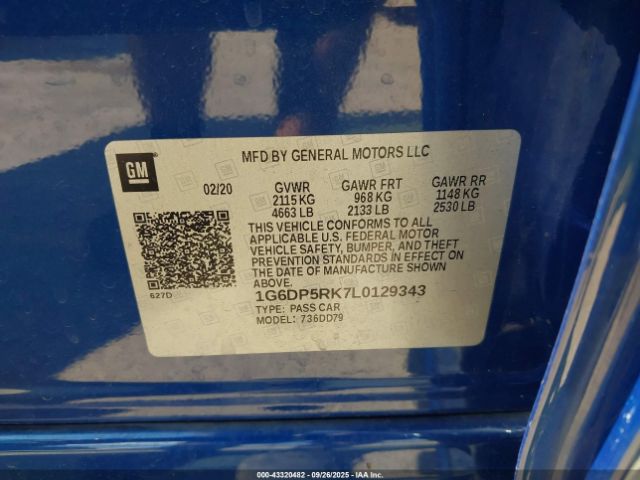 MFD BY GENERAL MOTORS LLC
GM
02/20 GVWR GAWR FRT GAWR RR
2115 KG 968 KG 1148 KG
4663 LB 2133 LB 2530 LB
THIS VEHICLE CONFORMS TO ALL
APPLICABLE U.S. FEDERAL MOTOR
VEHICLE SAFETY, BUMPER, AND THEFT
PREVENTION STANDARDS IN EFFECT ON
THE DATE OF MANUFACTURE SHOWN
ABOVE.
627D
1G6DP5RK7L0129343
TYPE: PASS CAR
MODEL: 736DD79
000-43320482 09/26/2025 IAAI.COM